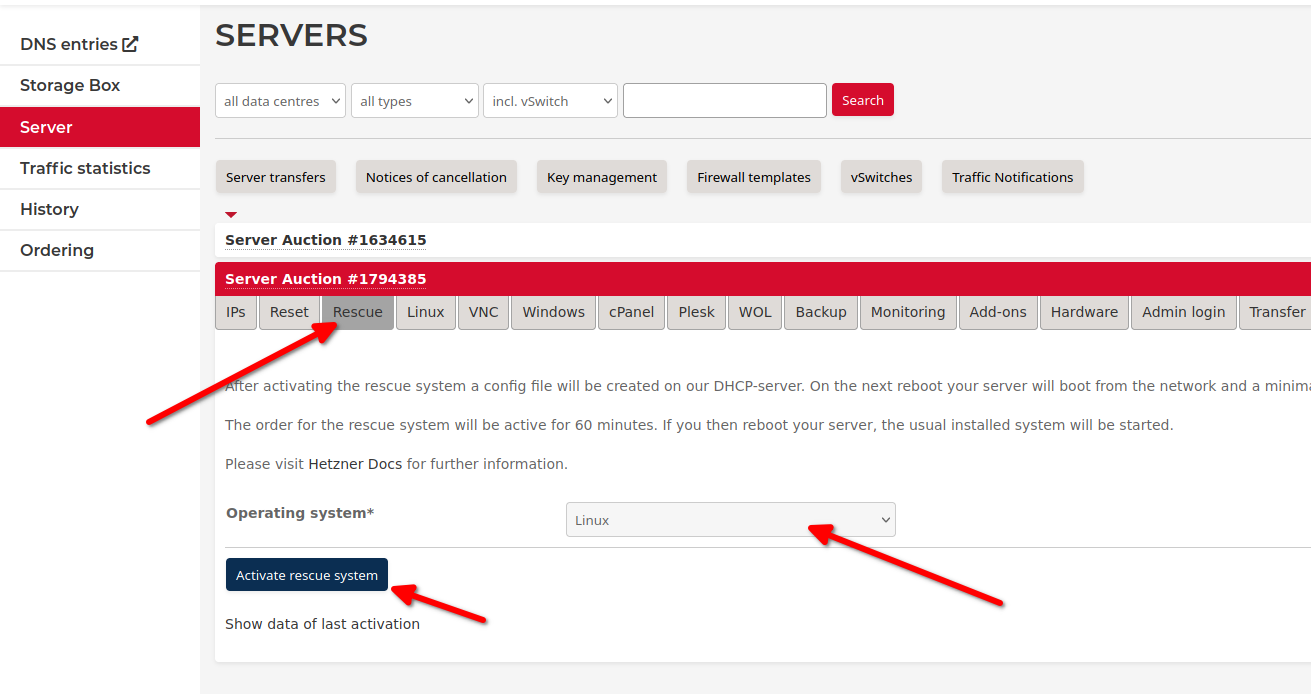 SERVERS
DNS entries
Storage Box
Server
Traffic statistics
History
Ordering
all data centres
all types
incl. vSwitch
Search
Server transfers
Notices of cancellation
Key management
Firewall templates
vSwitches
Traffic Notifications
Server Auction #1634615
Server Auction #1794385
IPs
Reset
Rescue
Linux
VNC
Windows
cPanel
Plesk
WOL
Backup
Monitoring
Add-ons
Hardware
Admin login
Transfer
After activating the rescue system a config file will be created on our DHCP-server. On the next reboot your server will boot from the network and a minima
The order for the rescue system will be active for 60 minutes. If you then reboot your server, the usual installed system will be started.
Please visit Hetzner Docs for further information.
Operating system*
Linux
Activate rescue system
Show data of last activation